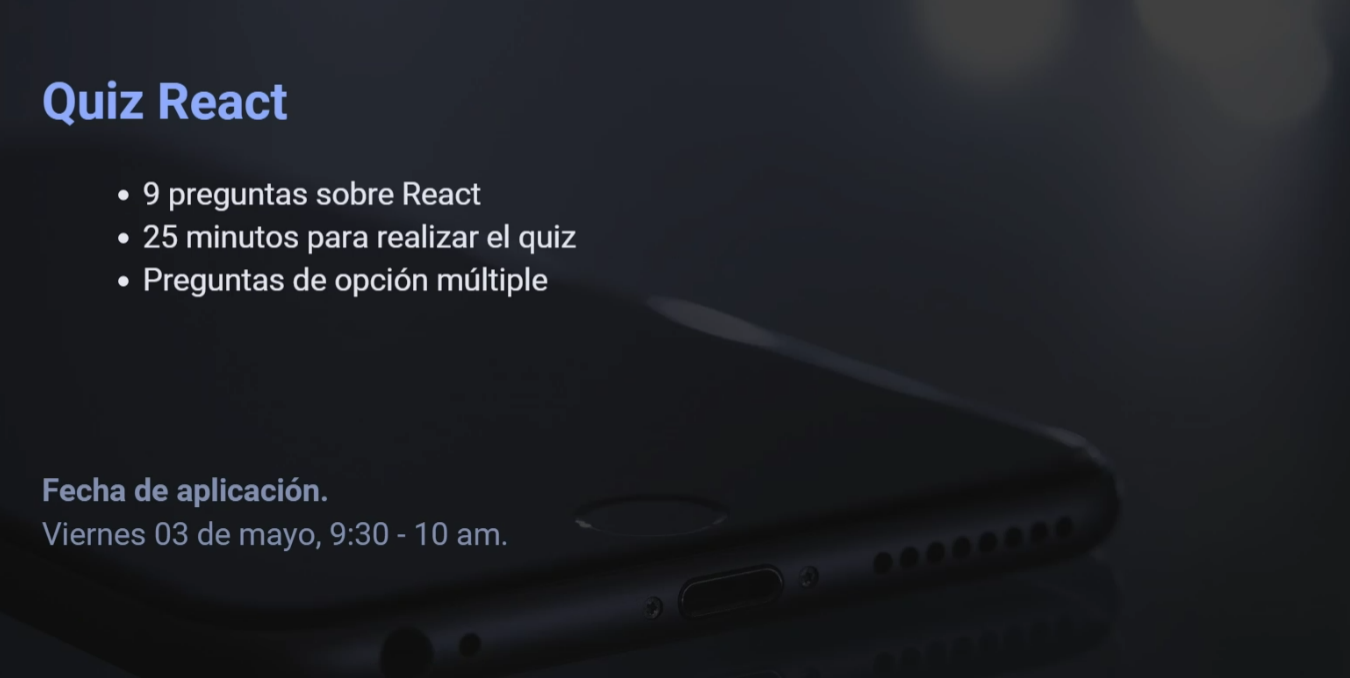 Quiz React
• 9 preguntas sobre React
• 25 minutos para realizar el quiz
• Preguntas de opción múltiple
Fecha de aplicación.
Viernes 03 de mayo, 9:30 - 10 am.